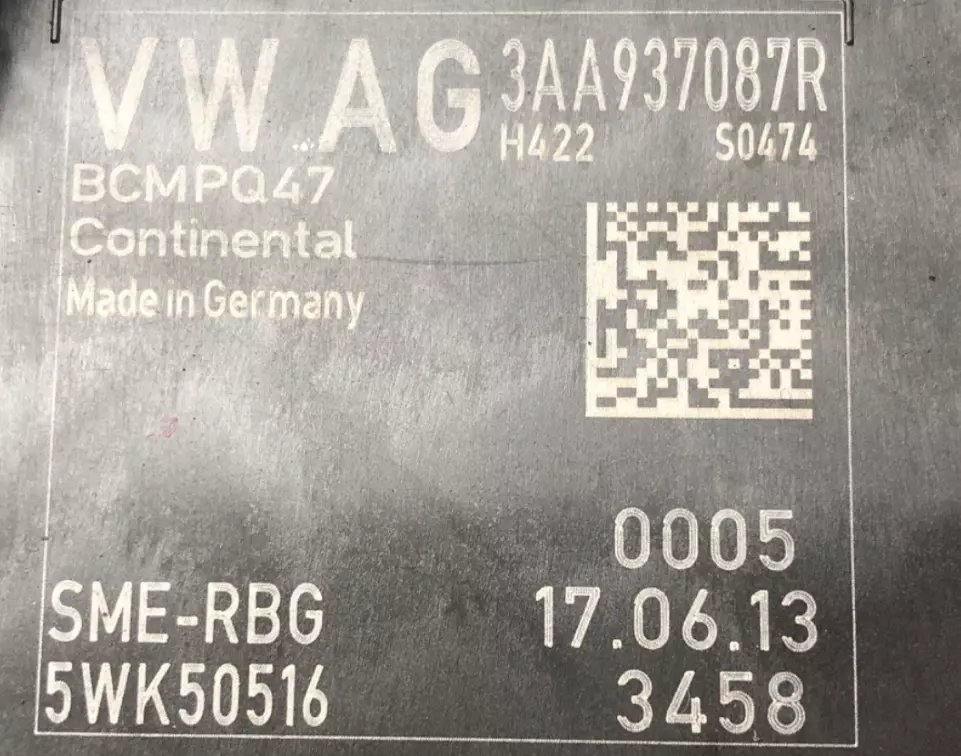 VW AG 3AA937087R
H422 S0474
BCMPQ47
Continental
Made in Germany
0005
SME-RBG 17.06.13
5WK50516 3458